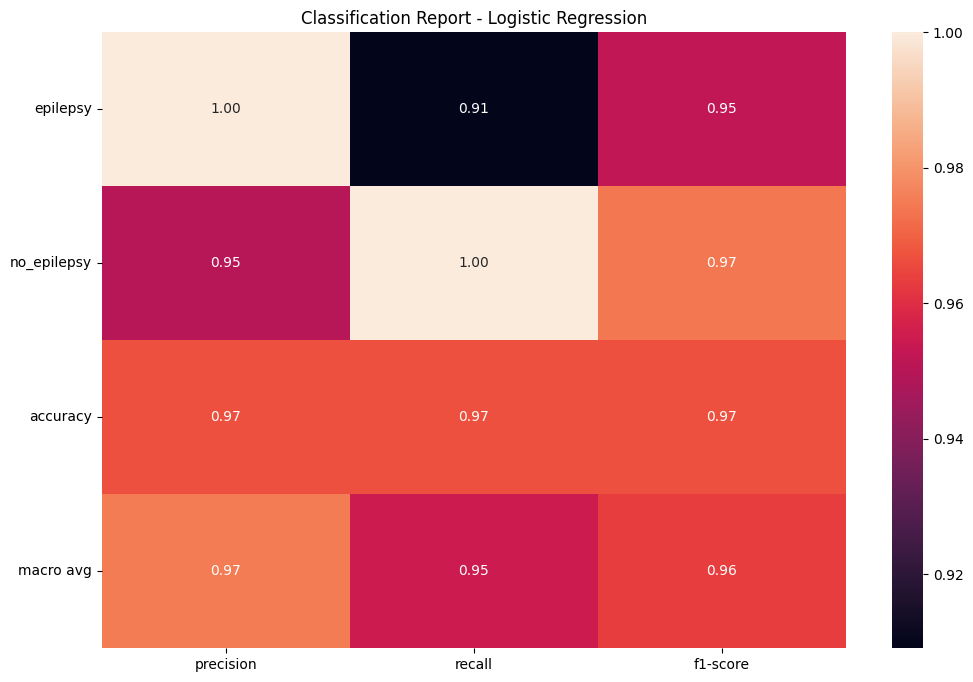 Classification Report - Logistic Regression
epilepsy 1.00 0.91 0.95
no_epilepsy 0.95 1.00 0.97
accuracy 0.97 0.97 0.97
macro avg 0.97 0.95 0.96
precision recall f1-score
1.00
0.98
0.96
0.94
0.92